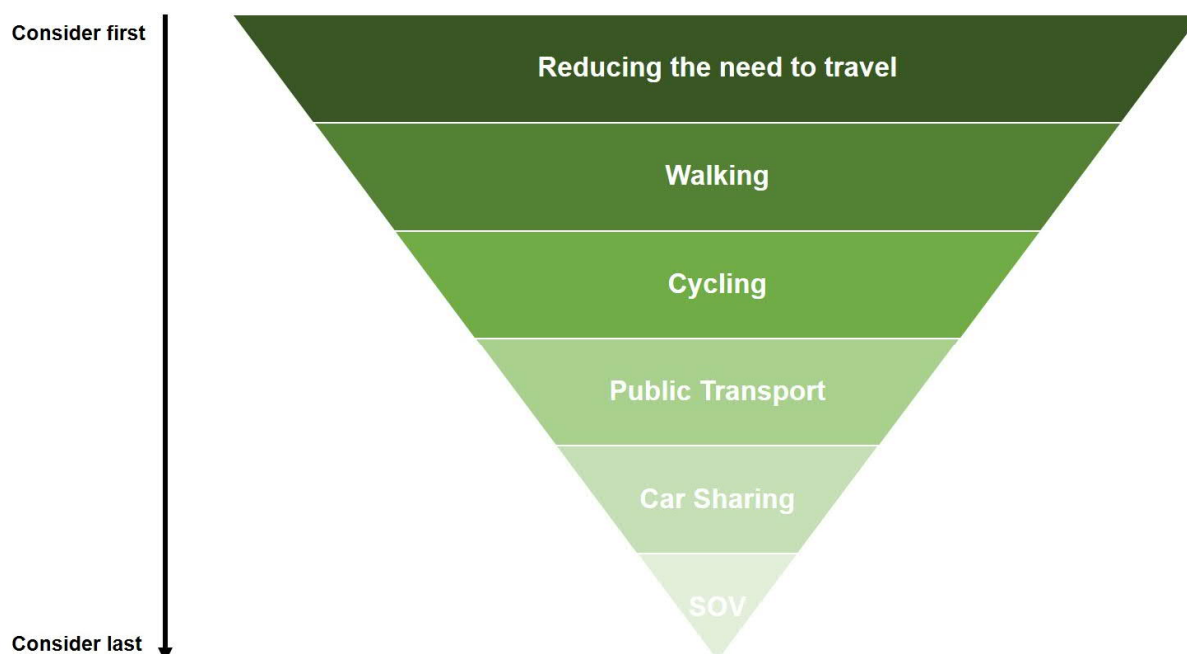 Consider first
Reducing the need to travel
Walking
Cycling
Public Transport
Car Sharing
SOV
Consider last